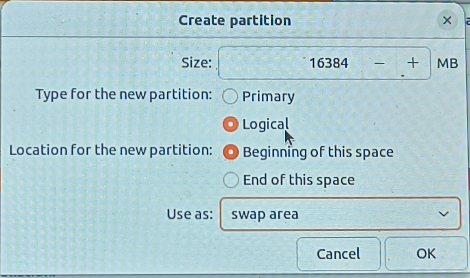 Create partition
Size: 16384 MB
Type for the new partition: Primary
Logical
Location for the new partition: Beginning of this space
End of this space
Use as: swap area
Cancel OK